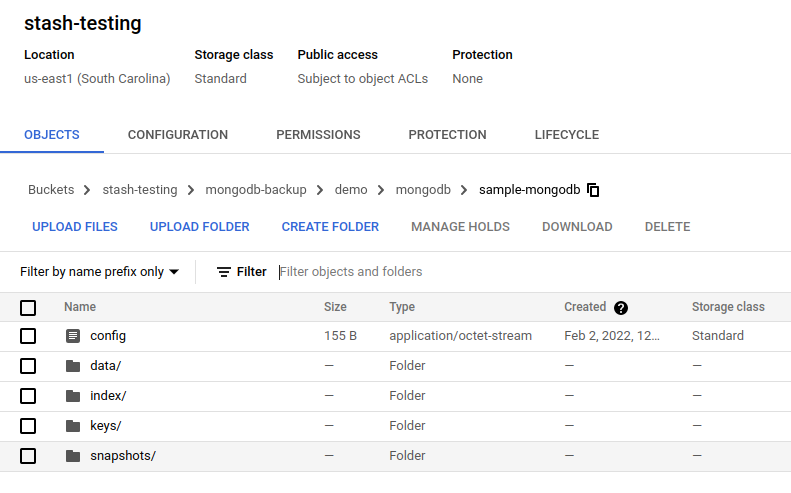 stash-testing
Location Storage class Public access Protection
us-east1 (South Carolina) Standard Subject to object ACLs None
OBJECTS CONFIGURATION PERMISSIONS PROTECTION LIFECYCLE
Buckets > stash-testing > mongodb-backup > demo > mongodb > sample-mongodb
UPLOAD FILES UPLOAD FOLDER CREATE FOLDER MANAGE HOLDS DOWNLOAD DELETE
Filter by name prefix only Filter Filter objects and folders
Name Size Type Created ? Storage class
config 155 B application/octet-stream Feb 2, 2022, 12... Standard
data/ — Folder — —
index/ — Folder — —
keys/ — Folder — —
snapshots/ — Folder — —